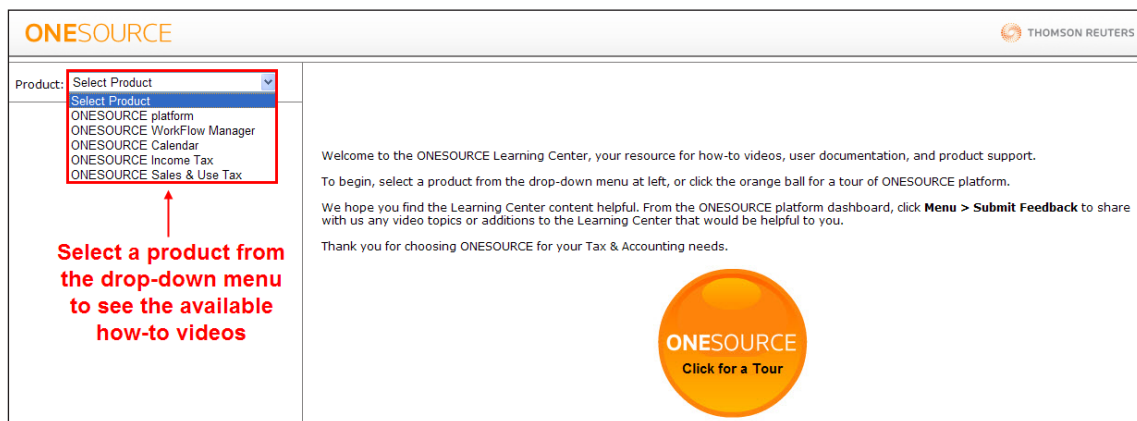 ONESOURCE
THOMSON REUTERS
Product: Select Product
Select Product
ONESOURCE platform
ONESOURCE WorkFlow Manager
ONESOURCE Calendar
ONESOURCE Income Tax
ONESOURCE Sales & Use Tax
Select a product from
the drop-down menu
to see the available
how-to videos
Welcome to the ONESOURCE Learning Center, your resource for how-to videos, user documentation, and product support.
To begin, select a product from the drop-down menu at left, or click the orange ball for a tour of ONESOURCE platform.
We hope you find the Learning Center content helpful. From the ONESOURCE platform dashboard, click Menu > Submit Feedback to share
with us any video topics or additions to the Learning Center that would be helpful to you.
Thank you for choosing ONESOURCE for your Tax & Accounting needs.
ONESOURCE
Click for a Tour